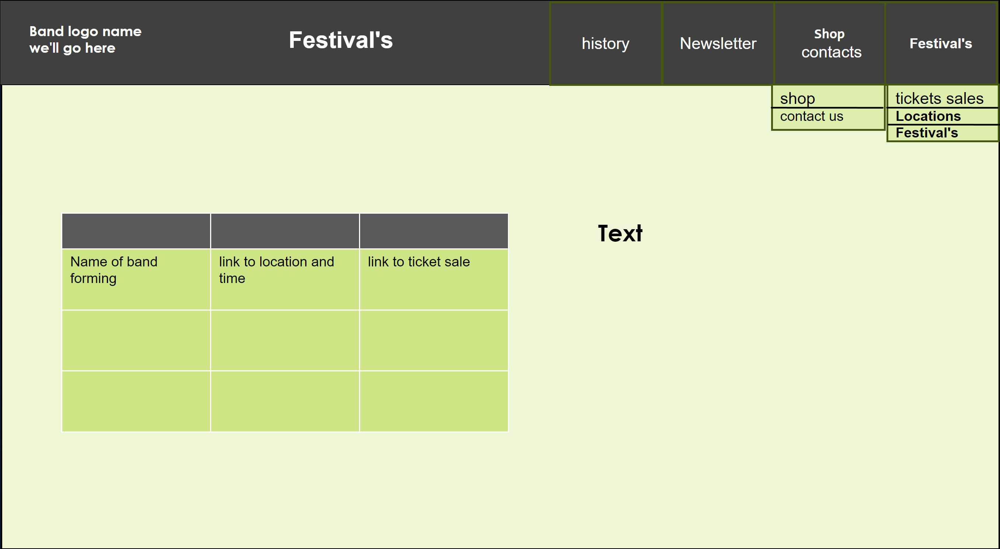 Band logo name
we'll go here
Festival's
history
Newsletter
Shop
contacts
Festival's
shop
contact us
tickets sales
Locations
Festival's
Name of band
forming
link to location and
time
link to ticket sale
Text